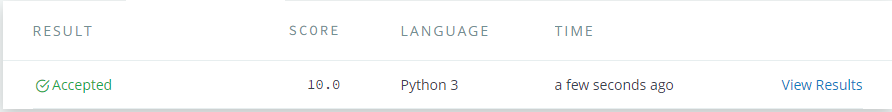 RESULT SCORE LANGUAGE TIME
Accepted 10.0 Python 3 a few seconds ago View Results